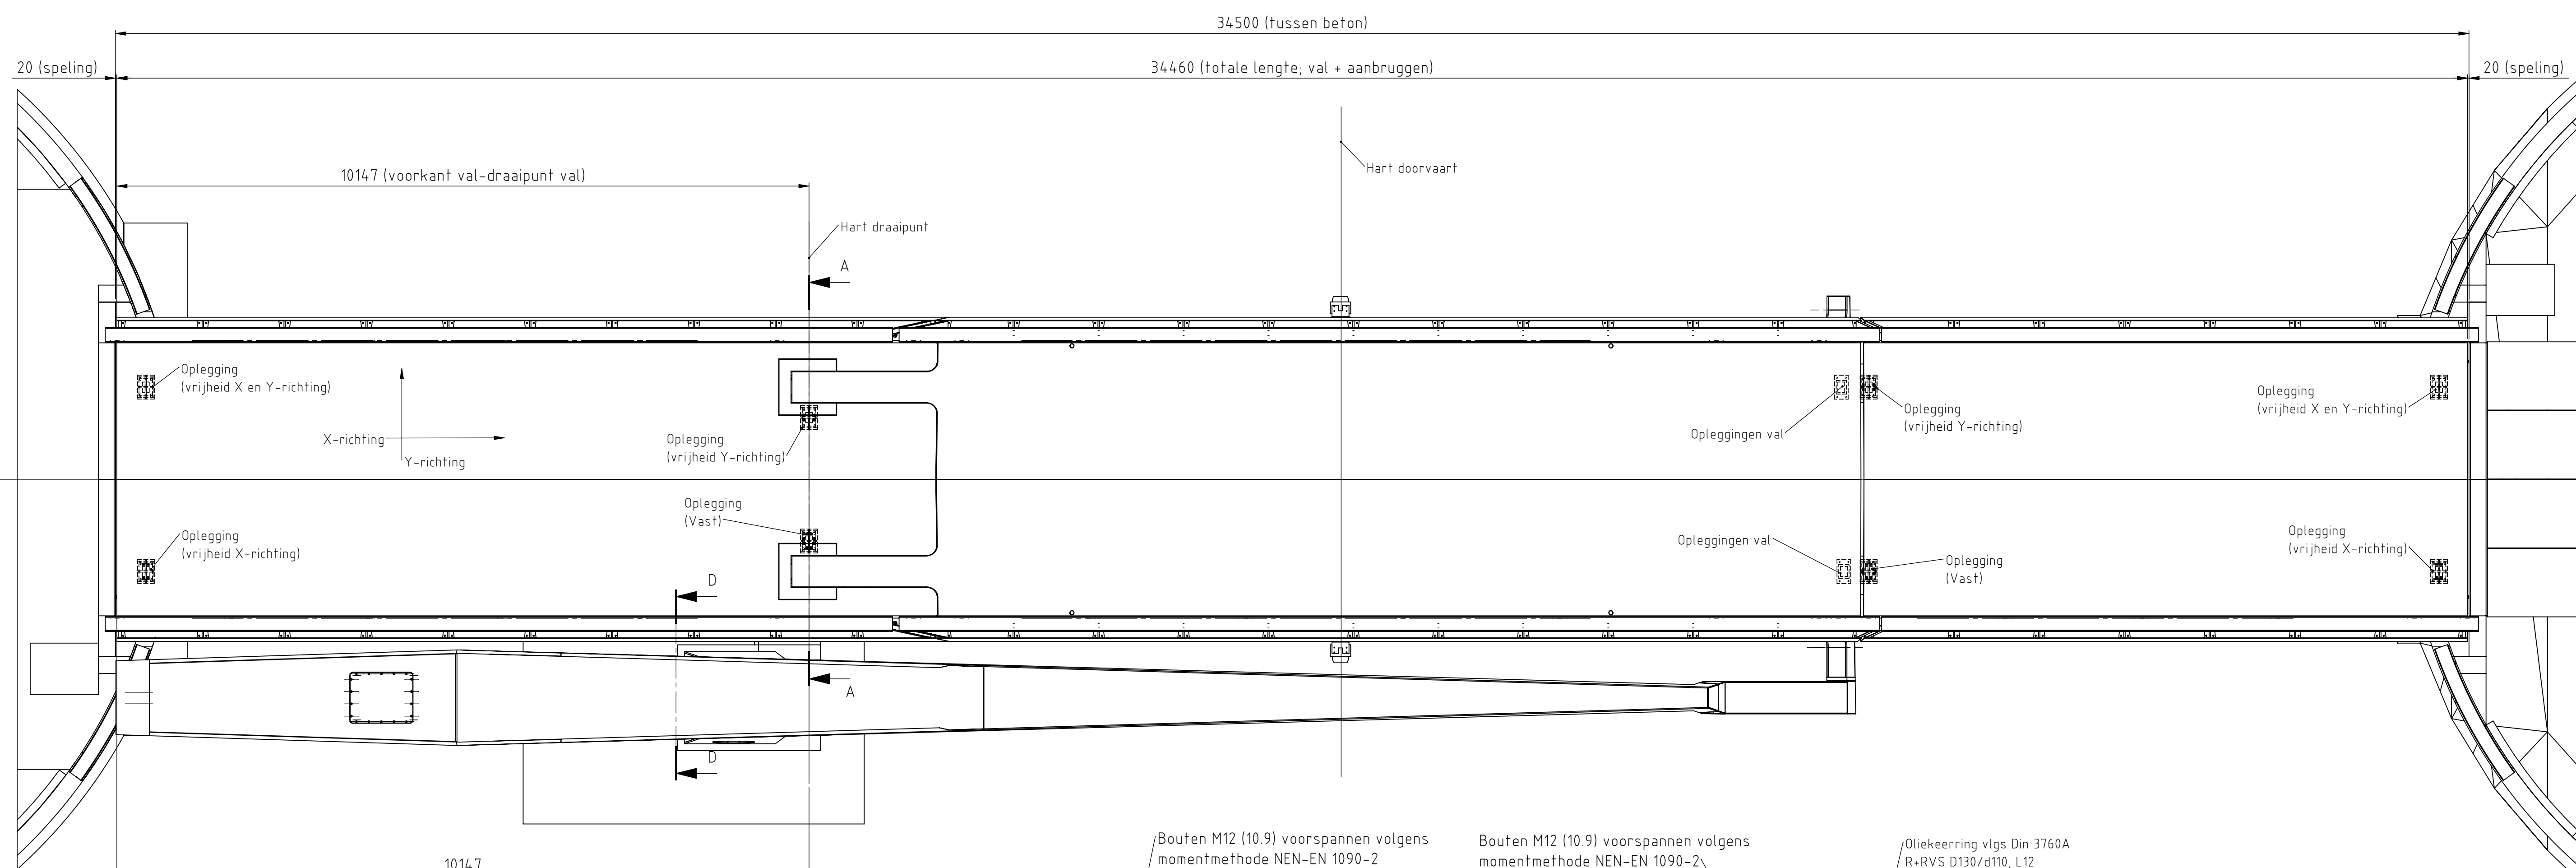 34500 (tussen beton)
20 (speling)
34460 (totale lengte; val + aanbruggen)
20 (speling)
Hart doorvaart
10147 (voorkant val-draaipunt val)
Hart draaipunt
A
Oplegging
(vrijheid X en Y-richting)
Oplegging
(vrijheid X en Y-richting)
Oplegging
(vrijheid Y-richting)
Opleggingen val
X-richting
Oplegging
(vrijheid Y-richting)
Y-richting
Oplegging
(Vast)
Oplegging
(vrijheid X-richting)
Opleggingen val
Oplegging
(vrijheid X-richting)
Oplegging
(Vast)
D
A
D
Bouten M12 (10.9) voorspannen volgens
momentmethode NEN-EN 1090-2
Bouten M12 (10.9) voorspannen volgens
momentmethode NEN-EN 1090-2
Oliekeerring vlgs Din 3760A
R+RVS D130/d110, L12
10147